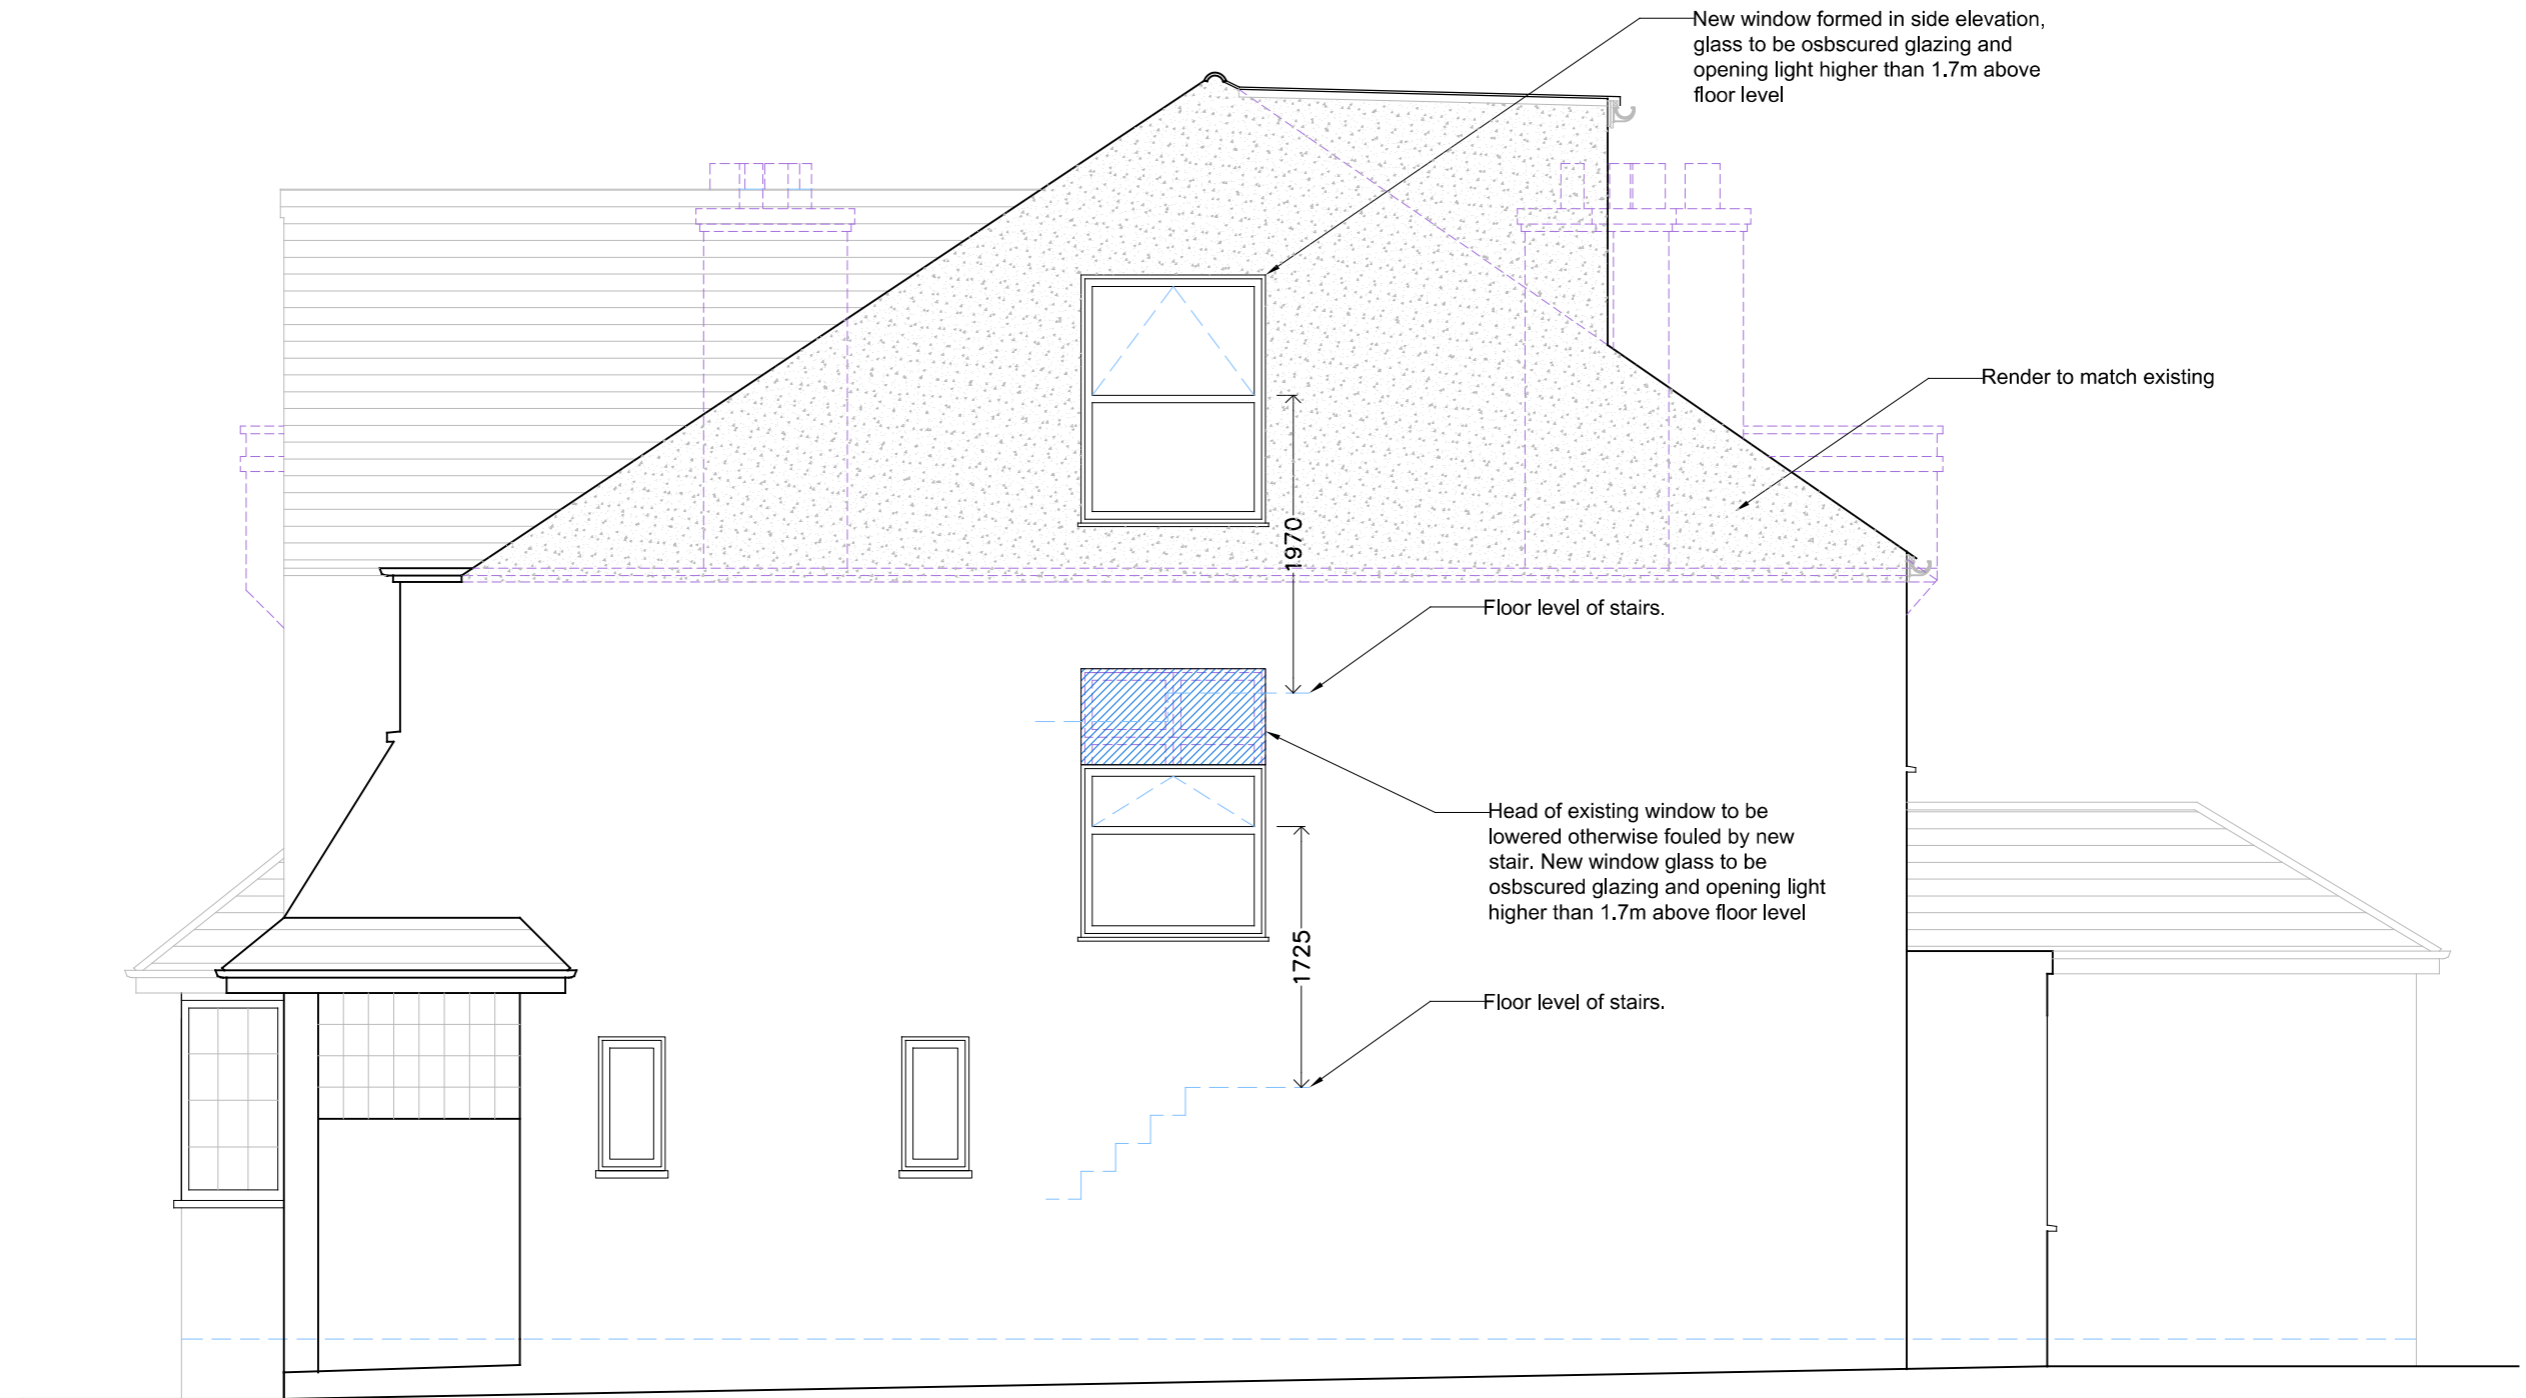 New window formed in side elevation,
glass to be osbscured glazing and
opening light higher than 1.7m above
floor level
Render to match existing
1970
Floor level of stairs.
Head of existing window to be
lowered otherwise fouled by new
stair. New window glass to be
osbscured glazing and opening light
higher than 1.7m above floor level
1725
Floor level of stairs.